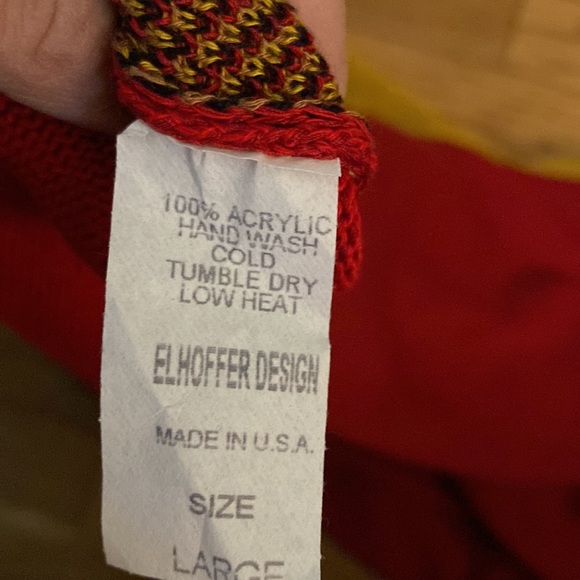 100% ACRYLIC
HAND WASH
COLD
TUMBLE DRY
LOW HEAT
ELHOFFER DESIGN
MADE IN U.S.A.
SIZE
LARGE